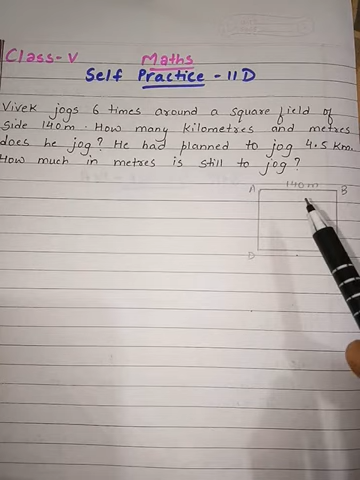 Class-V Maths
Self Practice - 11D
Vivek jogs 6 times around a square field of
side 140m. How many kilometres and metres
does he jog? He had planned to jog 4.5 Km.
How much in metres is still to jog?
140m
A B
D